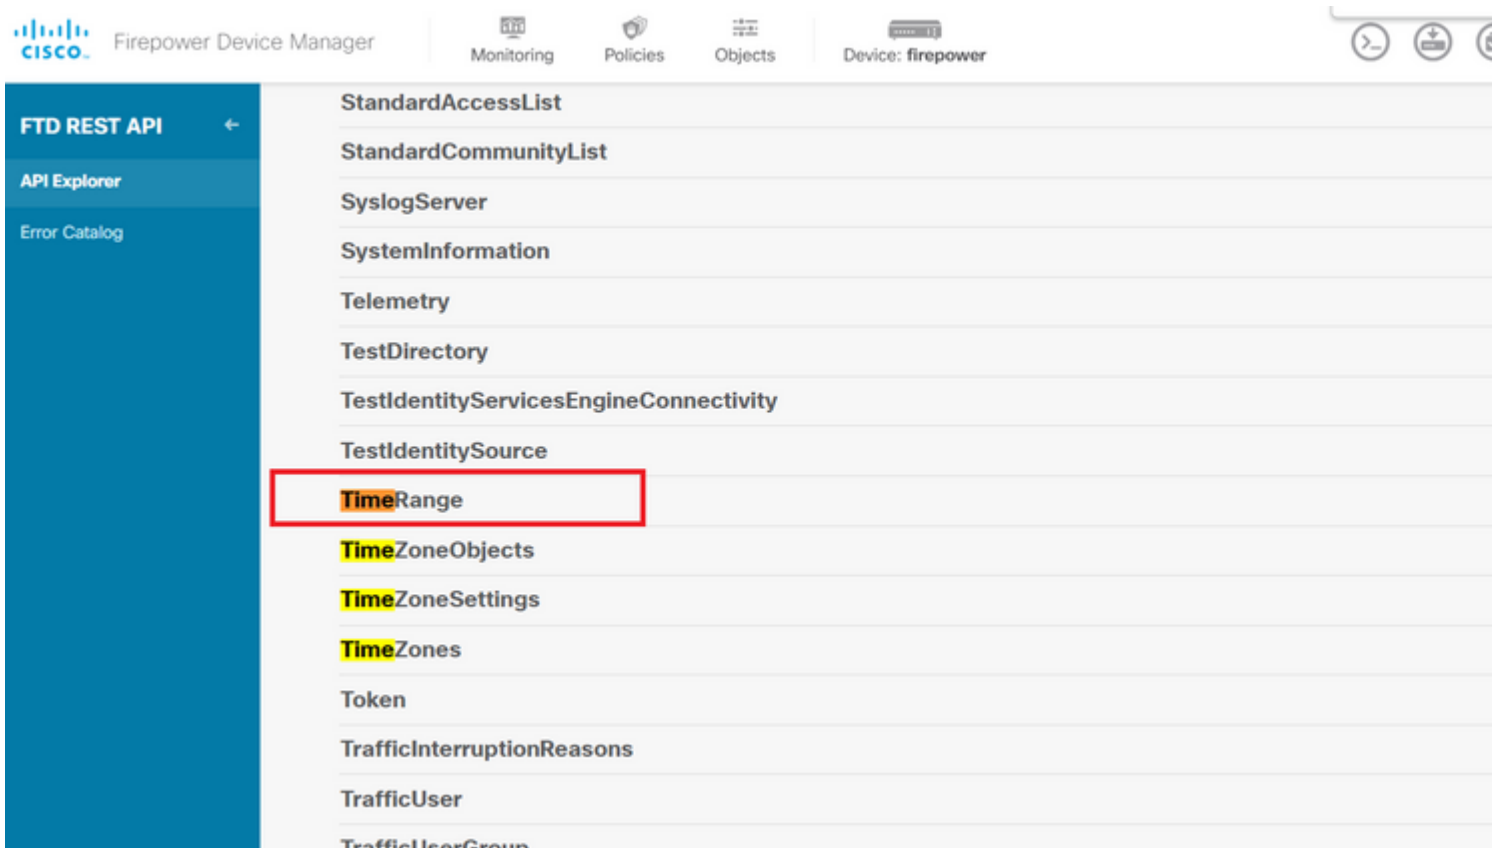 CISCO
Firepower Device Manager
Monitoring
Policies
Objects
Device: firepower
FTD REST API
API Explorer
Error Catalog
StandardAccessList
StandardCommunityList
SyslogServer
SystemInformation
Telemetry
TestDirectory
TestIdentityServicesEngineConnectivity
TestIdentitySource
TimeRange
TimeZoneObjects
TimeZoneSettings
TimeZones
Token
TrafficInterruptionReasons
TrafficUser
TrafficUserGroup